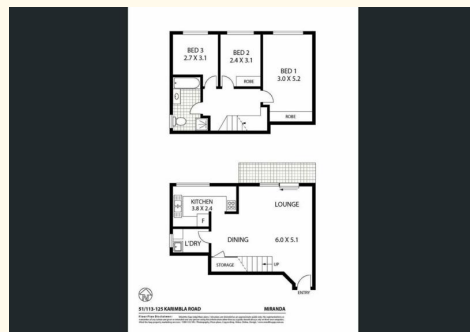 BED 3
2.7 X 3.1
BED 2
2.4 X 3.1
BED 1
3.0 X 5.2
ROBE
ROBE
KITCHEN
3.8 X 2.4
F
LOUNGE
L'DRY
DINING
6.0 X 5.1
STORAGE
UP
ENTRY
51/113-125 KARIMBLA ROAD
MIRANDA